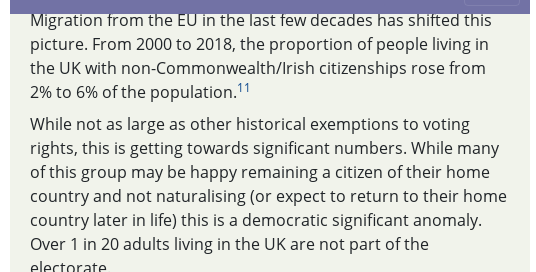 Migration from the EU in the last few decades has shifted this
picture. From 2000 to 2018, the proportion of people living in
the UK with non-Commonwealth/Irish citizenships rose from
2% to 6% of the population.11
While not as large as other historical exemptions to voting
rights, this is getting towards significant numbers. While many
of this group may be happy remaining a citizen of their home
country and not naturalising (or expect to return to their home
country later in life) this is a democratic significant anomaly.
Over 1 in 20 adults living in the UK are not part of the
electorate.